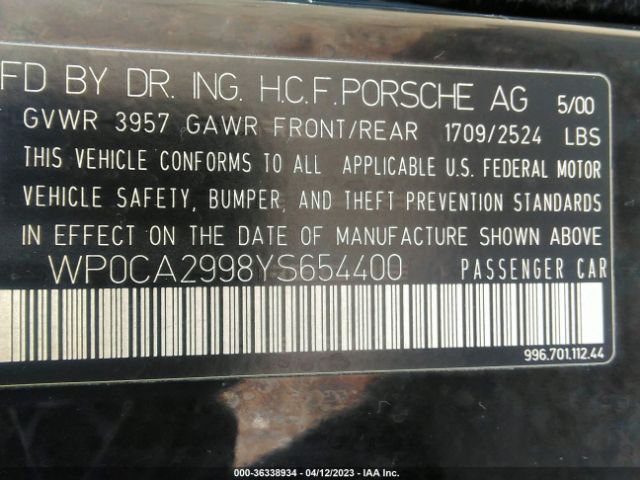 MFD BY DR. ING. H.C.F. PORSCHE AG 5/00
GVWR 3957 GAWR FRONT/REAR 1709/2524 LBS
THIS VEHICLE CONFORMS TO ALL APPLICABLE U.S. FEDERAL MOTOR
VEHICLE SAFETY, BUMPER, AND THEFT PREVENTION STANDARDS
IN EFFECT ON THE DATE OF MANUFACTURE SHOWN ABOVE
WP0CA2998YS654400 PASSENGER CAR
996.701.112.44
000-36338934 - 04/12/2023 - IAA Inc.